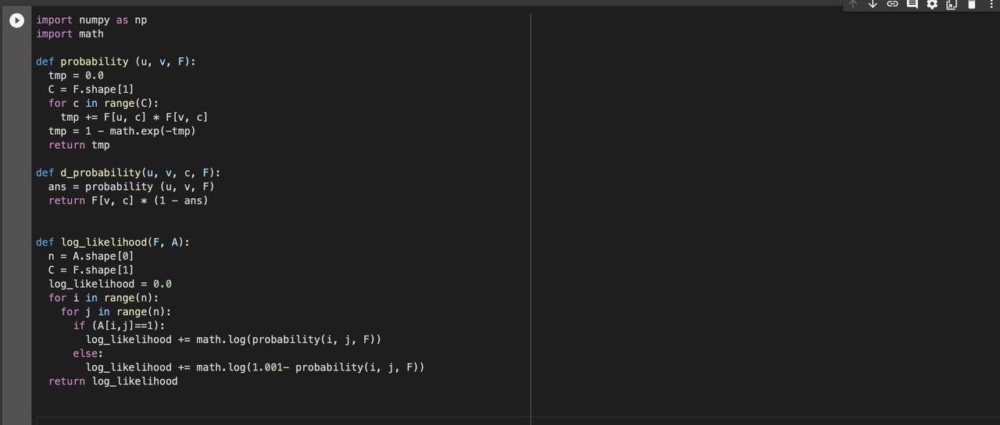 import numpy as np
import math
def probability (u, v, F):
  tmp = 0.0
  C = F.shape[1]
  for c in range(C):
    tmp += F[u, c] * F[v, c]
  tmp = 1 - math.exp(-tmp)
  return tmp
def d_probability(u, v, c, F):
  ans = probability (u, v, F)
  return F[v, c] * (1 - ans)
def log_likelihood(F, A):
  n = A.shape[0]
  C = F.shape[1]
  log_likelihood = 0.0
  for i in range(n):
    for j in range(n):
      if (A[i,j]==1):
        log_likelihood += math.log(probability(i, j, F))
      else:
        log_likelihood += math.log(1.001- probability(i, j, F))
  return log_likelihood